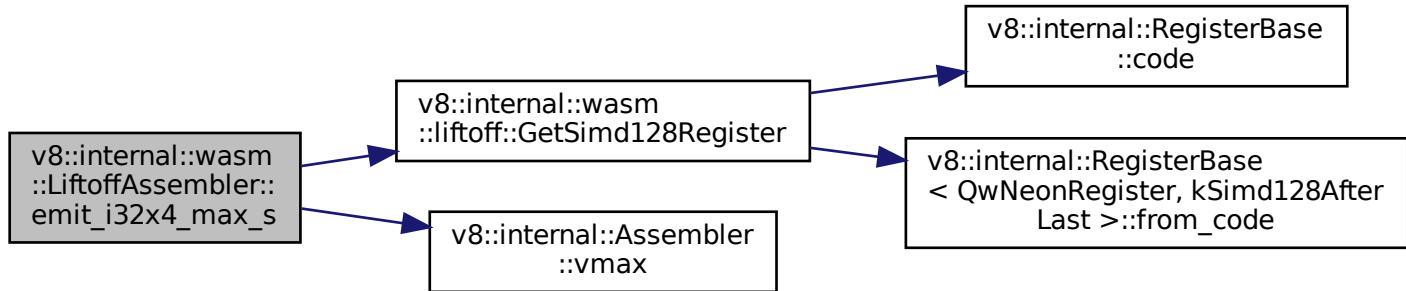 v8::internal::wasm
::LiftoffAssembler::
emit_i32x4_max_s
v8::internal::wasm
::liftoff::GetSimd128Register
v8::internal::Assembler
::vmax
v8::internal::RegisterBase
::code
v8::internal::RegisterBase
< QwNeonRegister, kSimd128After
Last >::from_code